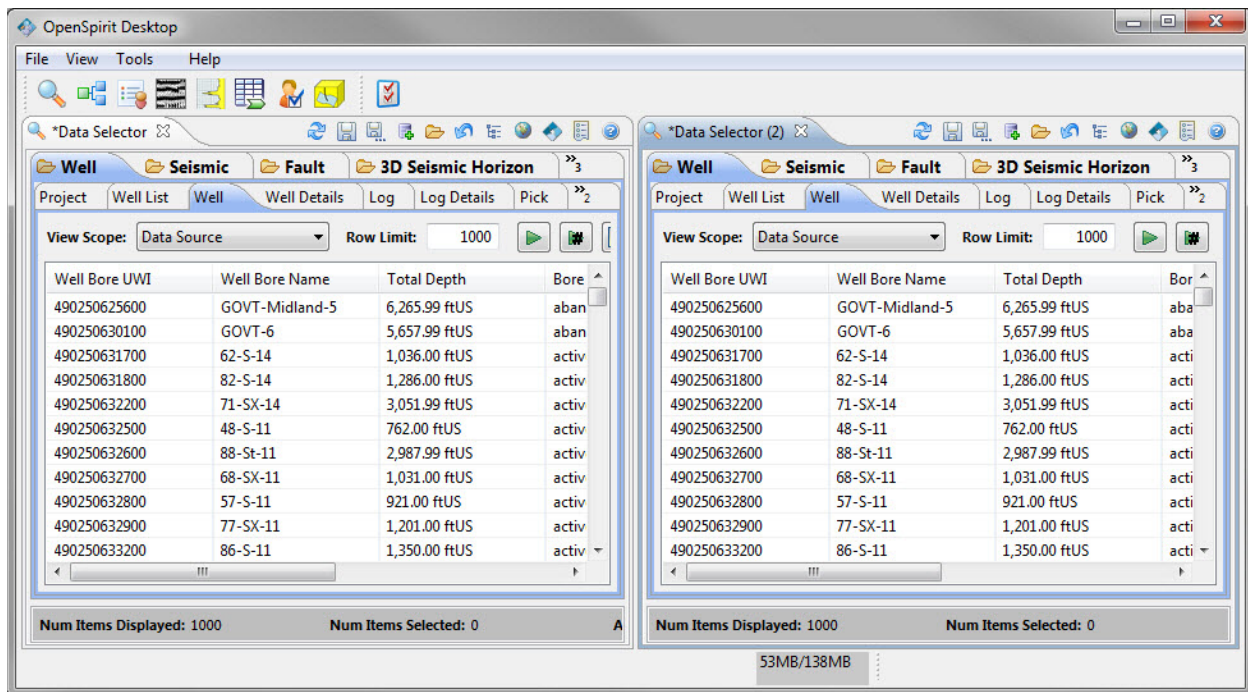 OpenSpirit Desktop
File View Tools Help
*Data Selector
Well Seismic Fault 3D Seismic Horizon »3
Project Well List Well Well Details Log Log Details Pick »2
View Scope: Data Source Row Limit: 1000
Well Bore UWI Well Bore Name Total Depth Bore
490250625600 GOVT-Midland-5 6,265.99 ftUS aban
490250630100 GOVT-6 5,657.99 ftUS aban
490250631700 62-S-14 1,036.00 ftUS activ
490250631800 82-S-14 1,286.00 ftUS activ
490250632200 71-SX-14 3,051.99 ftUS activ
490250632500 48-S-11 762.00 ftUS activ
490250632600 88-St-11 2,987.99 ftUS activ
490250632700 68-SX-11 1,031.00 ftUS activ
490250632800 57-S-11 921.00 ftUS activ
490250632900 77-SX-11 1,201.00 ftUS activ
490250633200 86-S-11 1,350.00 ftUS activ
Num Items Displayed: 1000 Num Items Selected: 0 A
*Data Selector (2)
Well Seismic Fault 3D Seismic Horizon »3
Project Well List Well Well Details Log Log Details Pick »2
View Scope: Data Source Row Limit: 1000
Well Bore UWI Well Bore Name Total Depth Bor
490250625600 GOVT-Midland-5 6,265.99 ftUS aba
490250630100 GOVT-6 5,657.99 ftUS aba
490250631700 62-S-14 1,036.00 ftUS acti
490250631800 82-S-14 1,286.00 ftUS acti
490250632200 71-SX-14 3,051.99 ftUS acti
490250632500 48-S-11 762.00 ftUS acti
490250632600 88-St-11 2,987.99 ftUS acti
490250632700 68-SX-11 1,031.00 ftUS acti
490250632800 57-S-11 921.00 ftUS acti
490250632900 77-SX-11 1,201.00 ftUS acti
490250633200 86-S-11 1,350.00 ftUS acti
Num Items Displayed: 1000 Num Items Selected: 0
53MB/138MB